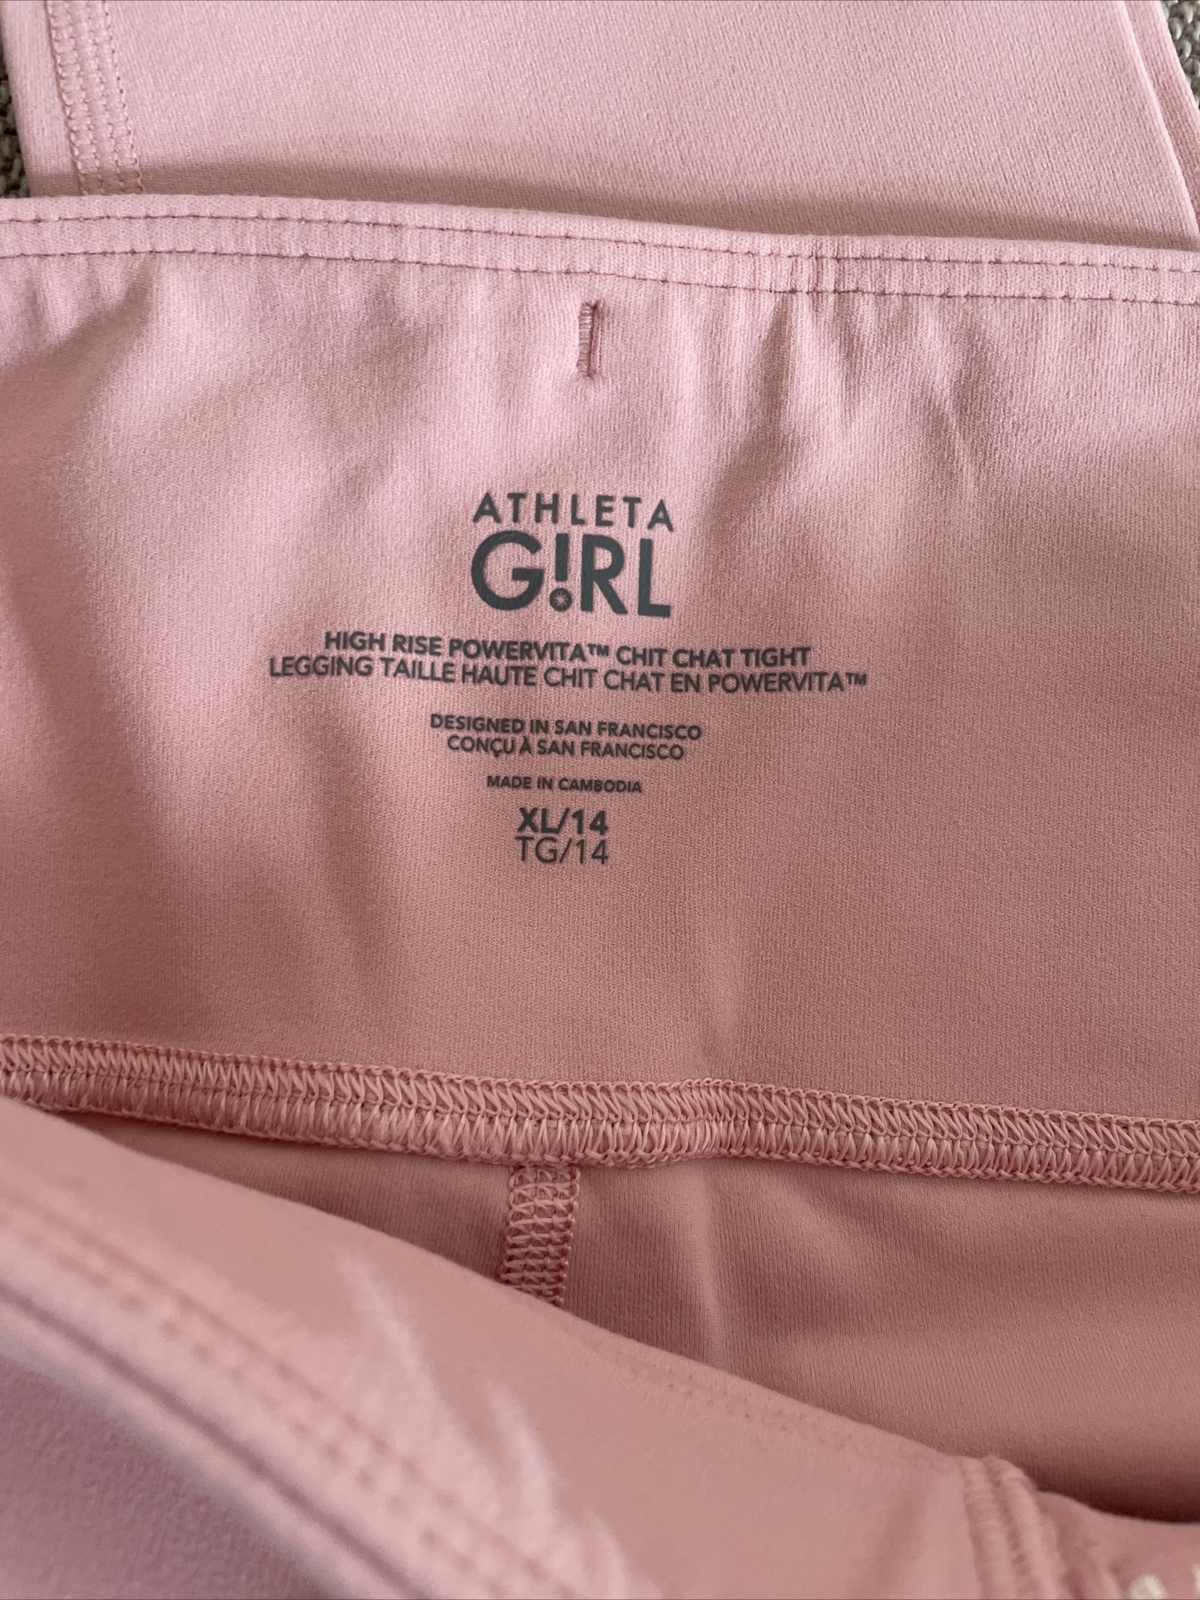 ATHLETA
G!RL
HIGH RISE POWERVITA™ CHIT CHAT TIGHT
LEGGING TAILLE HAUTE CHIT CHAT EN POWERVITA™
DESIGNED IN SAN FRANCISCO
CONÇU À SAN FRANCISCO
MADE IN CAMBODIA
XL/14
TG/14